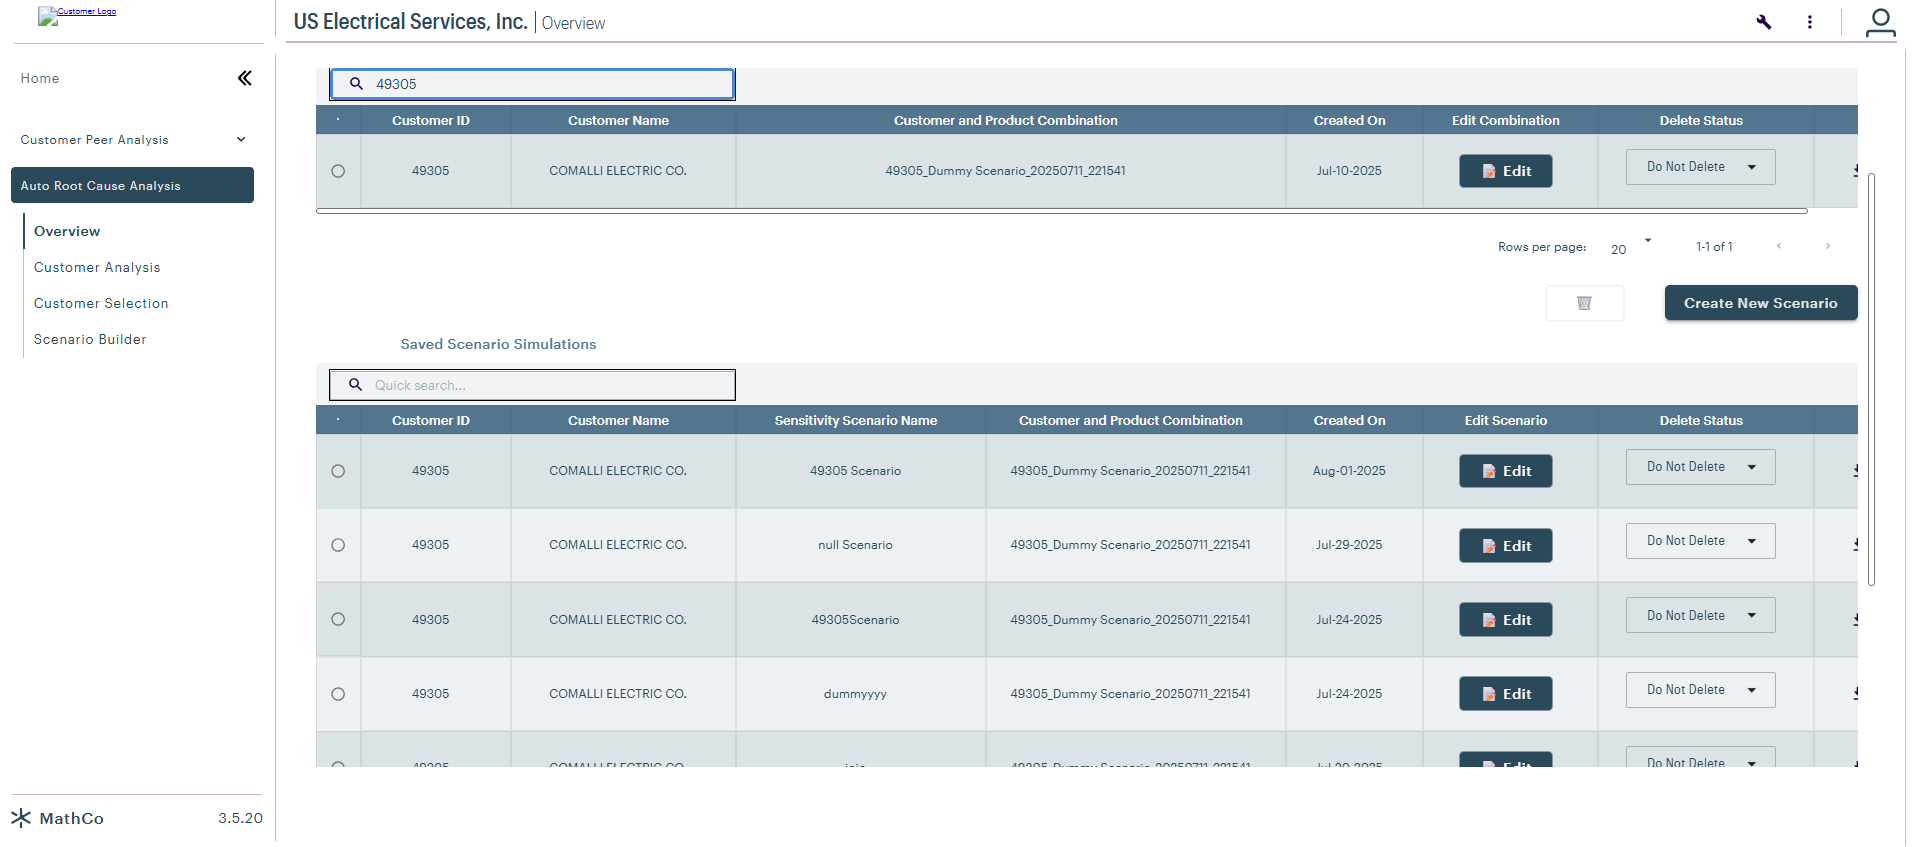 Customer Logo
US Electrical Services, Inc. | Overview
Home
Customer Peer Analysis
Auto Root Cause Analysis
Overview
Customer Analysis
Customer Selection
Scenario Builder
MathCo 3.5.20
49305
Customer ID Customer Name Customer and Product Combination Created On Edit Combination Delete Status
49305 COMALLI ELECTRIC CO. 49305_Dummy Scenario_20250711_221541 Jul-10-2025 Edit Do Not Delete
Rows per page: 20 1-1 of 1
Create New Scenario
Saved Scenario Simulations
Quick search...
Customer ID Customer Name Sensitivity Scenario Name Customer and Product Combination Created On Edit Scenario Delete Status
49305 COMALLI ELECTRIC CO. 49305 Scenario 49305_Dummy Scenario_20250711_221541 Aug-01-2025 Edit Do Not Delete
49305 COMALLI ELECTRIC CO. null Scenario 49305_Dummy Scenario_20250711_221541 Jul-29-2025 Edit Do Not Delete
49305 COMALLI ELECTRIC CO. 49305Scenario 49305_Dummy Scenario_20250711_221541 Jul-24-2025 Edit Do Not Delete
49305 COMALLI ELECTRIC CO. dummyyyy 49305_Dummy Scenario_20250711_221541 Jul-24-2025 Edit Do Not Delete
49305 COMALLI ELECTRIC CO. 49305_Dummy Scenario_20250711_221541 Edit Do Not Delete